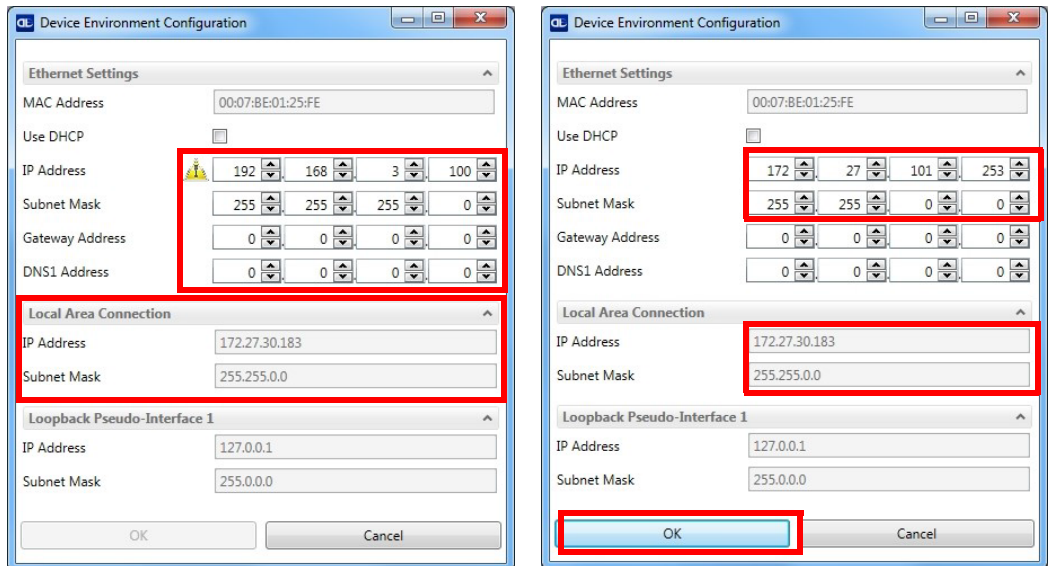 Device Environment Configuration
Ethernet Settings
MAC Address 00:07:BE:01:25:FE
Use DHCP
IP Address 192 . 168 . 3 . 100
Subnet Mask 255 . 255 . 255 . 0
Gateway Address 0 . 0 . 0 . 0
DNS1 Address 0 . 0 . 0 . 0
Local Area Connection
IP Address 172.27.30.183
Subnet Mask 255.255.0.0
Loopback Pseudo-Interface 1
IP Address 127.0.0.1
Subnet Mask 255.0.0.0
OK Cancel
Device Environment Configuration
Ethernet Settings
MAC Address 00:07:BE:01:25:FE
Use DHCP
IP Address 172 . 27 . 101 . 253
Subnet Mask 255 . 255 . 0 . 0
Gateway Address 0 . 0 . 0 . 0
DNS1 Address 0 . 0 . 0 . 0
Local Area Connection
IP Address 172.27.30.183
Subnet Mask 255.255.0.0
Loopback Pseudo-Interface 1
IP Address 127.0.0.1
Subnet Mask 255.0.0.0
OK Cancel